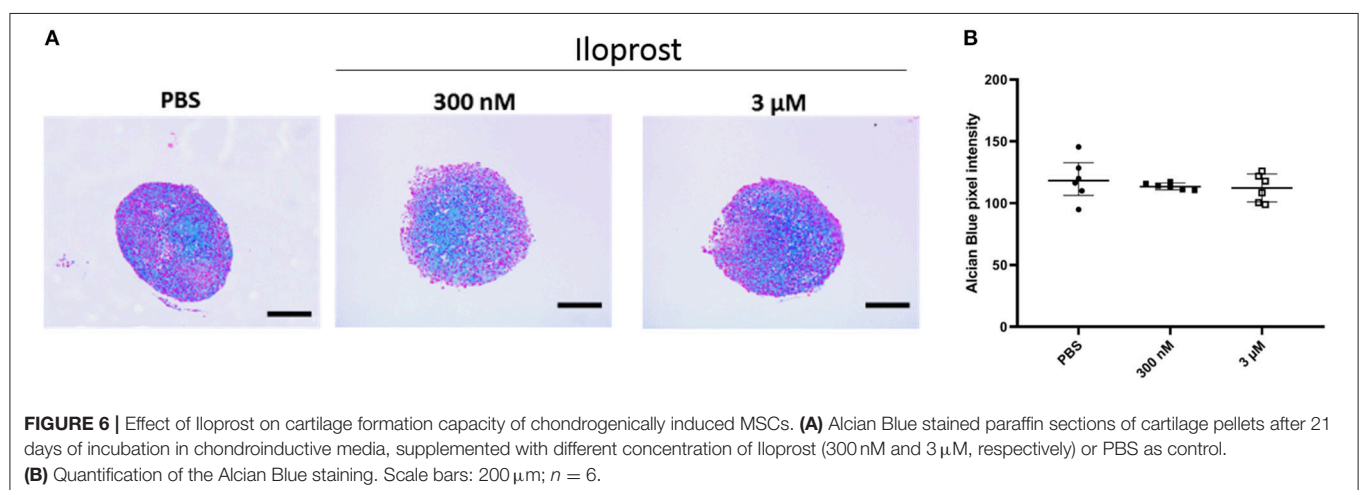 A
Iloprost
PBS
300 nM
3 µM
B
Alcian Blue pixel intensity
200
150
100
50
0
PBS
300 nM
3 µM
FIGURE 6 | Effect of Iloprost on cartilage formation capacity of chondrogenically induced MSCs. (A) Alcian Blue stained paraffin sections of cartilage pellets after 21
days of incubation in chondroinductive media, supplemented with different concentration of Iloprost (300 nM and 3 µM, respectively) or PBS as control.
(B) Quantification of the Alcian Blue staining. Scale bars: 200 µm; n = 6.